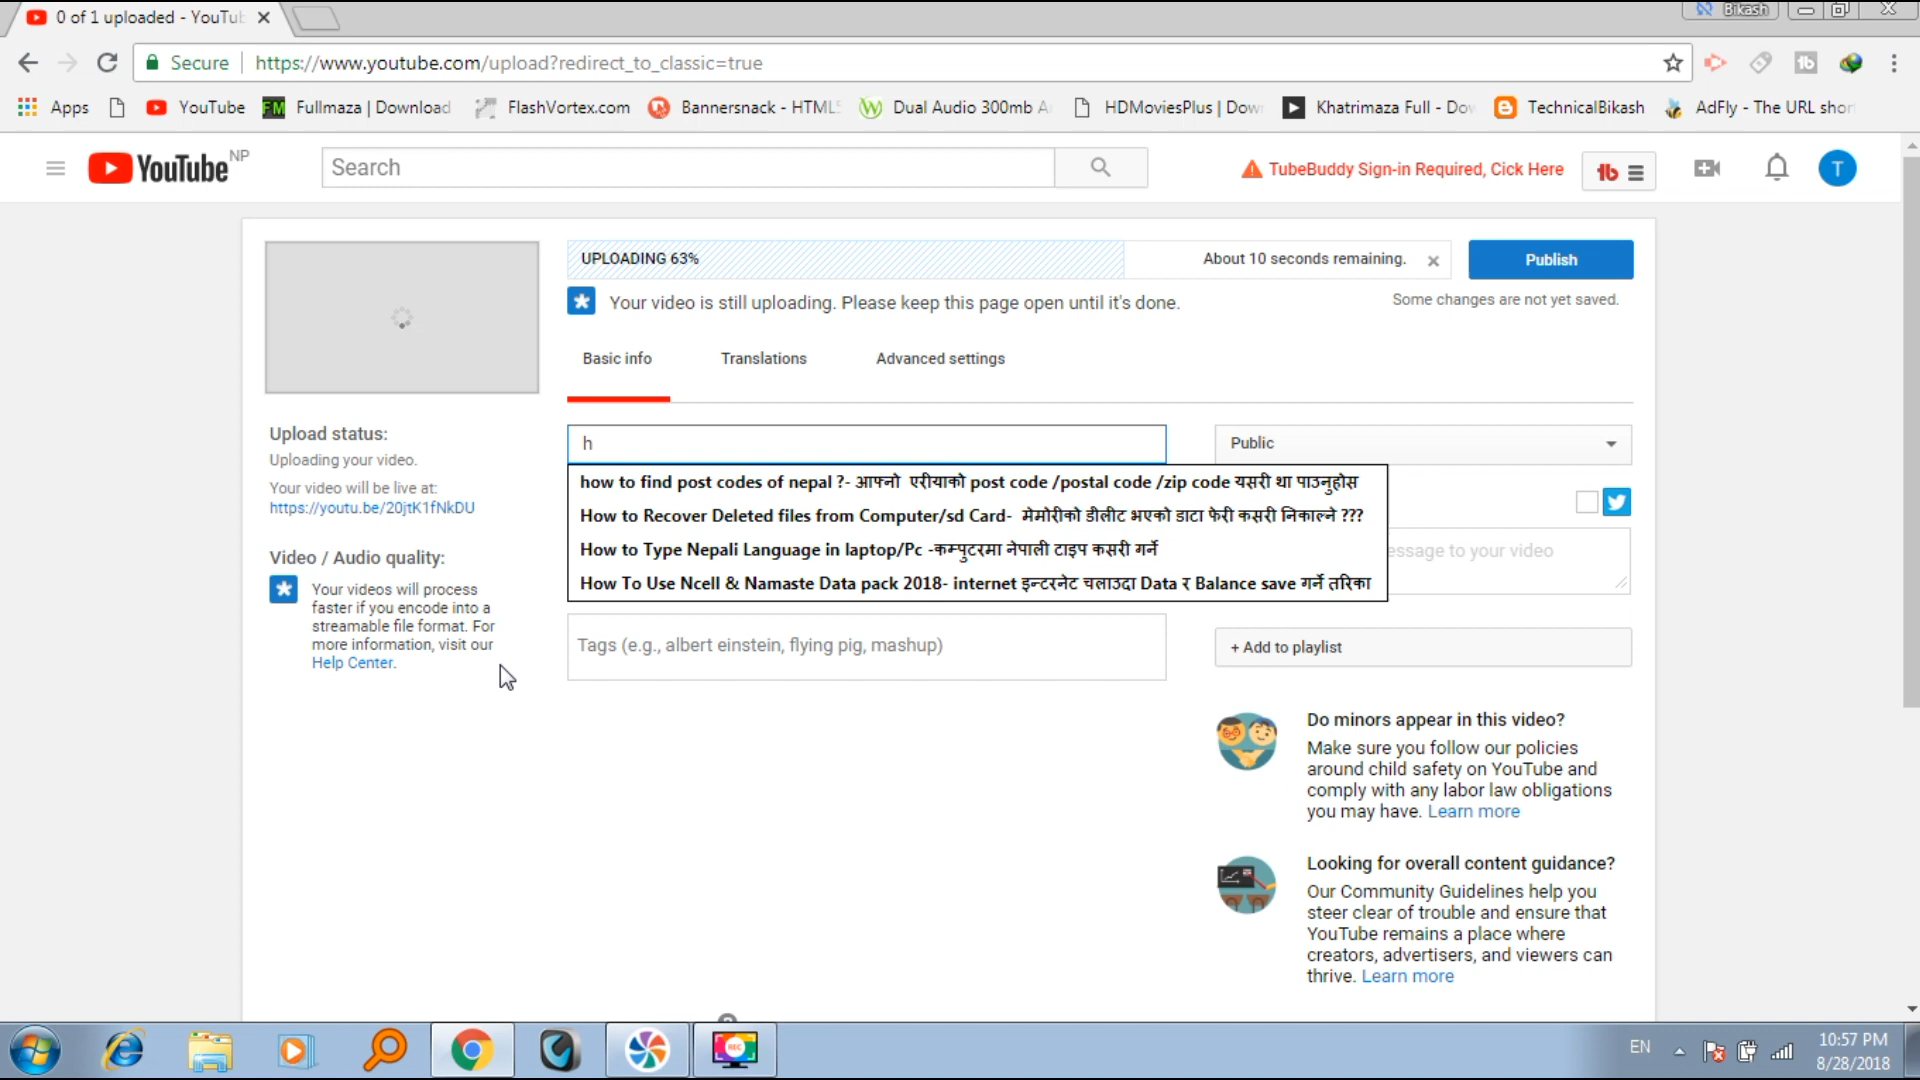 0 of 1 uploaded - YouTub
Bikash
Secure https://www.youtube.com/upload?redirect_to_classic=true
Apps YouTube Fullmaza | Download FlashVortex.com Bannersnack - HTML5 Dual Audio 300mb HDMoviesPlus | Dow Khatrimaza Full - Dow TechnicalBikash AdFly - The URL shor
YouTube NP
Search
TubeBuddy Sign-in Required, Cick Here
T
UPLOADING 63%
About 10 seconds remaining.
Publish
Your video is still uploading. Please keep this page open until it's done.
Some changes are not yet saved.
Basic info Translations Advanced settings
Upload status:
Uploading your video.
Your video will be live at:
https://youtu.be/20jtK1fNkDU
Video / Audio quality:
Your videos will process
faster if you encode into a
streamable file format. For
more information, visit our
Help Center.
h
how to find post codes of nepal ?- आफ्नो एरीयाको post code /postal code /zip code यसरी था पाउनुहोस
How to Recover Deleted files from Computer/sd Card- मेमोरीको डीलीट भएको डाटा फेरी कसरी निकाल्ने ???
How to Type Nepali Language in laptop/Pc -कम्पुटरमा नेपाली टाइप कसरी गर्ने
How To Use Ncell & Namaste Data pack 2018- internet इन्टरनेट चलाउदा Data र Balance save गर्ने तरिका
Tags (e.g., albert einstein, flying pig, mashup)
Public
essage to your video
+ Add to playlist
Do minors appear in this video?
Make sure you follow our policies
around child safety on YouTube and
comply with any labor law obligations
you may have. Learn more
Looking for overall content guidance?
Our Community Guidelines help you
steer clear of trouble and ensure that
YouTube remains a place where
creators, advertisers, and viewers can
thrive. Learn more
REC
EN
10:57 PM
8/28/2018